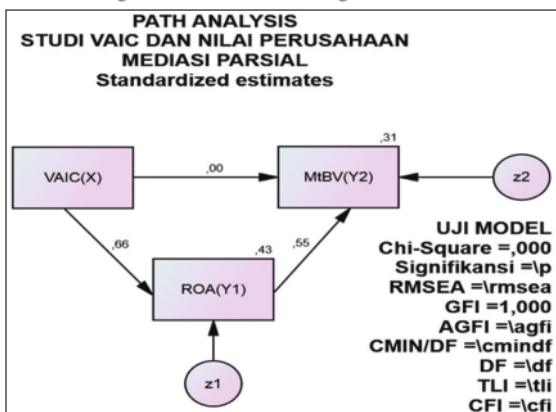 PATH ANALYSIS
STUDI VAIC DAN NILAI PERUSAHAAN
MEDIASI PARSIAL
Standardized estimates
,31
VAIC(X)
,00
MtBV(Y2)
z2
,66
,43
,55
ROA(Y1)
z1
UJI MODEL
Chi-Square =,000
Signifikansi =\p
RMSEA =\rmsea
GFI =1,000
AGFI =\agfi
CMIN/DF =\cmindf
DF =\df
TLI =\tli
CFI =\cfi